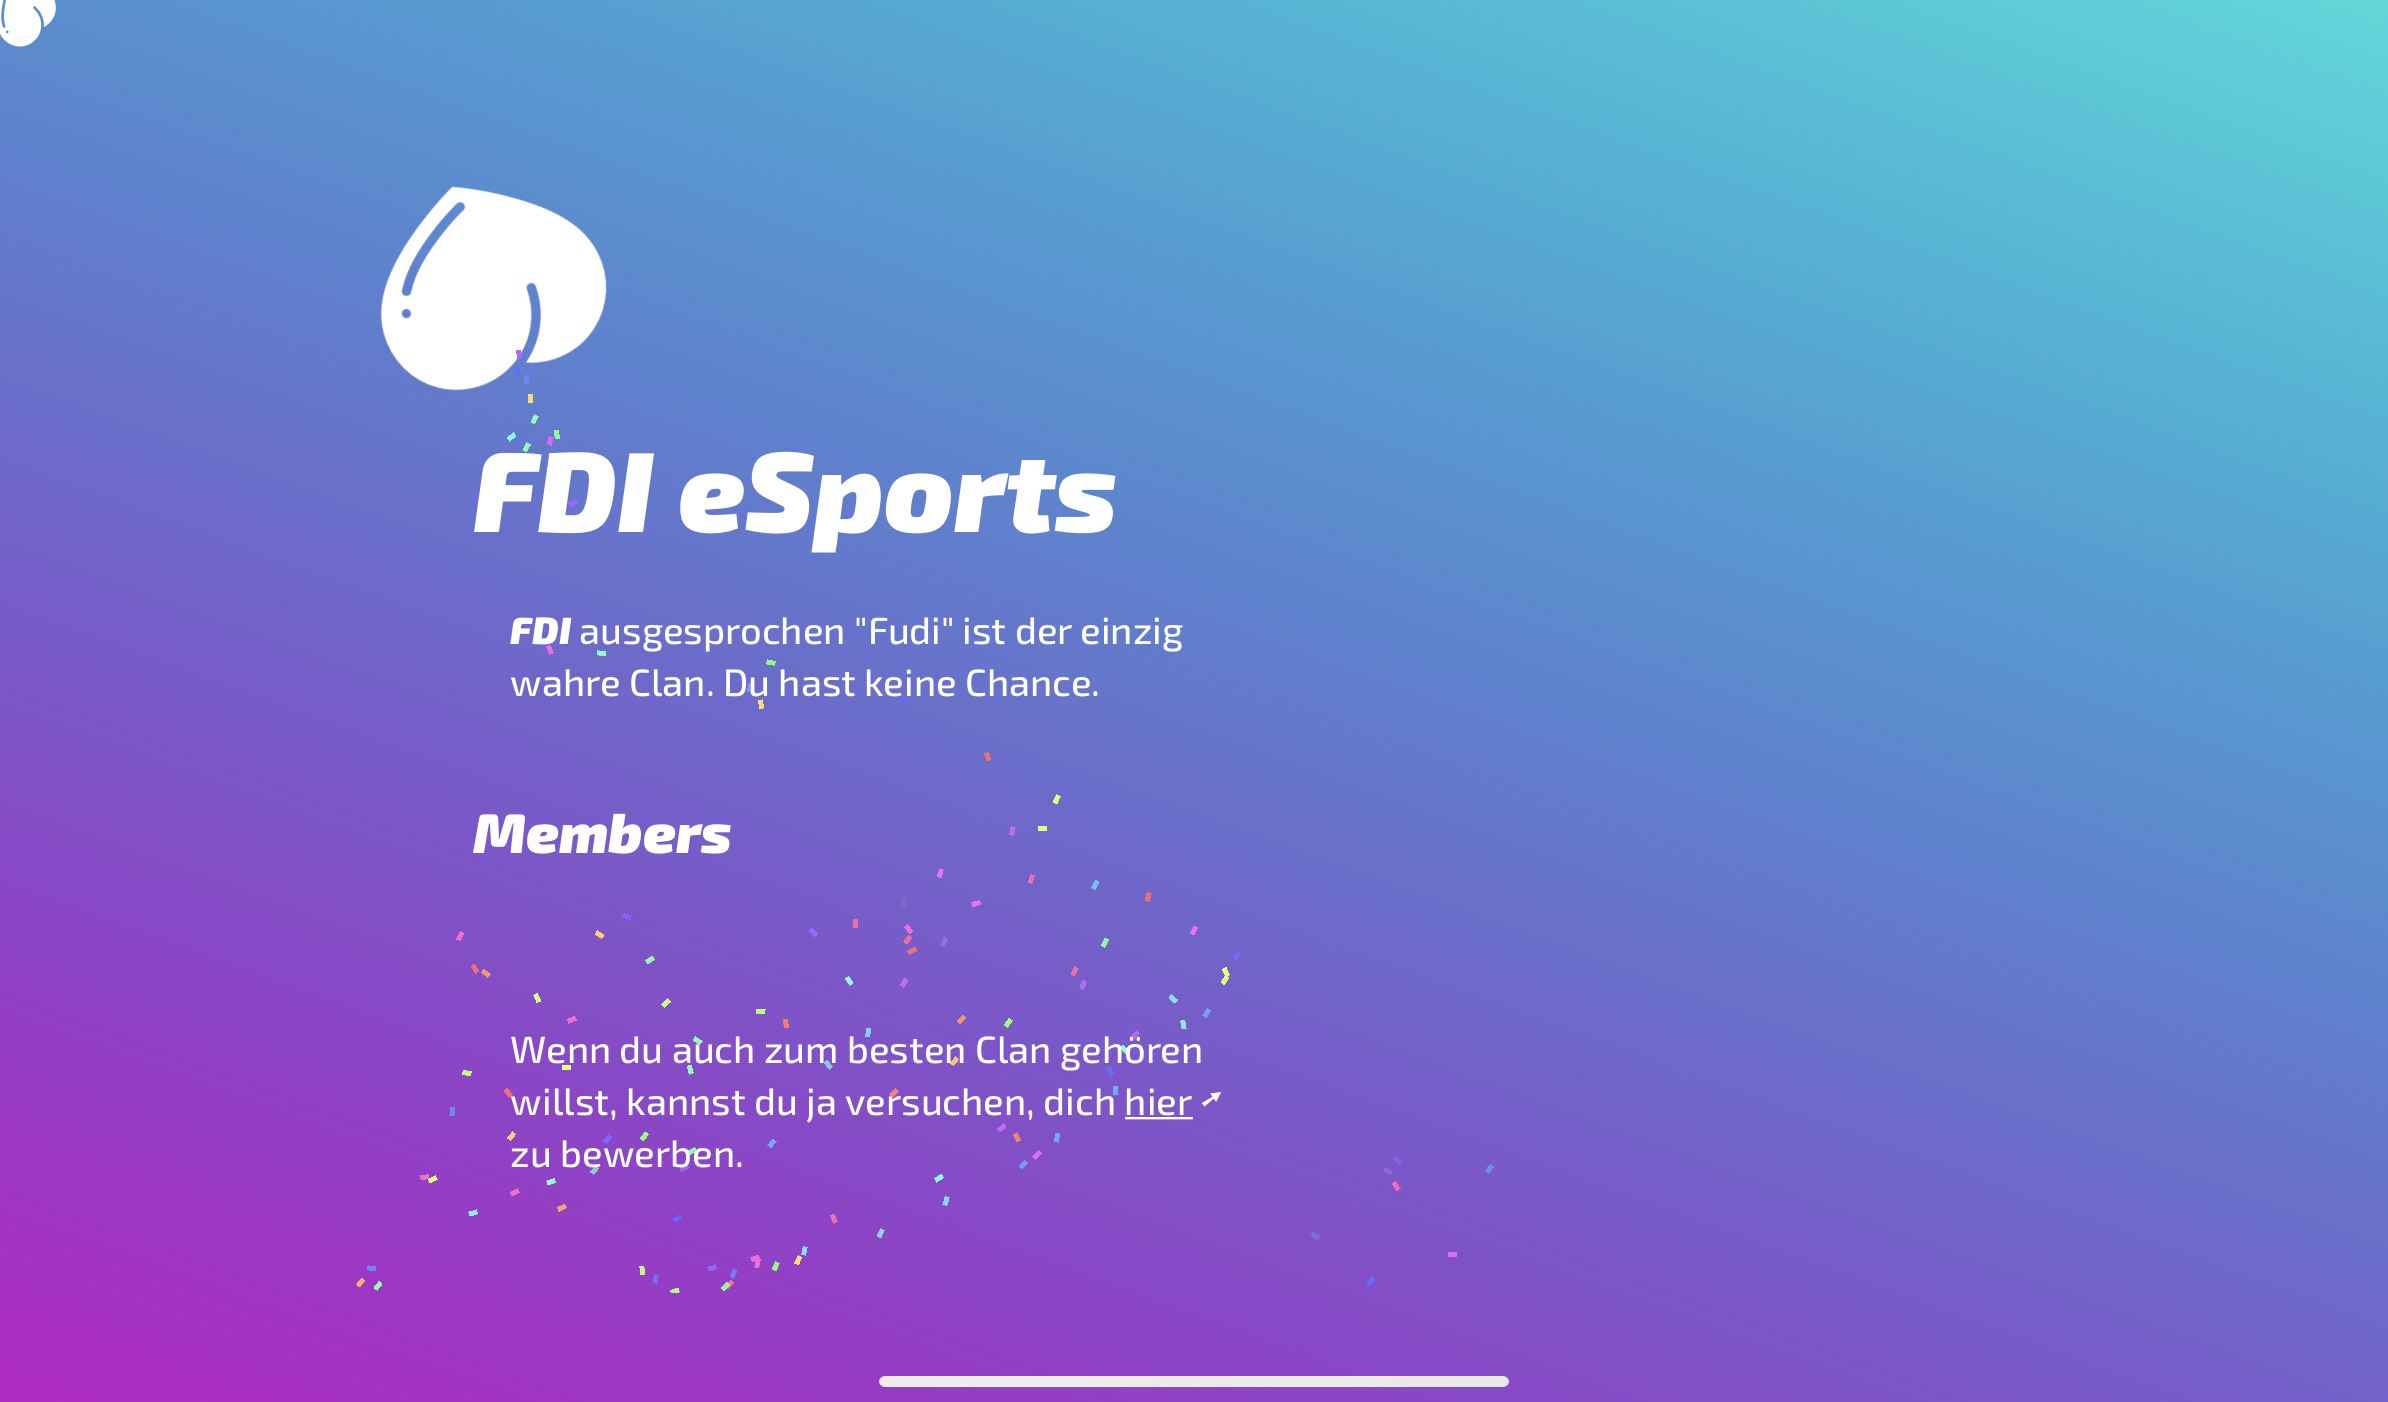 FDI eSports
FDI ausgesprochen "Fudi" ist der einzig
wahre Clan. Du hast keine Chance.
Members
Wenn du auch zum besten Clan gehören
willst, kannst du ja versuchen, dich hier ➚
zu bewerben.